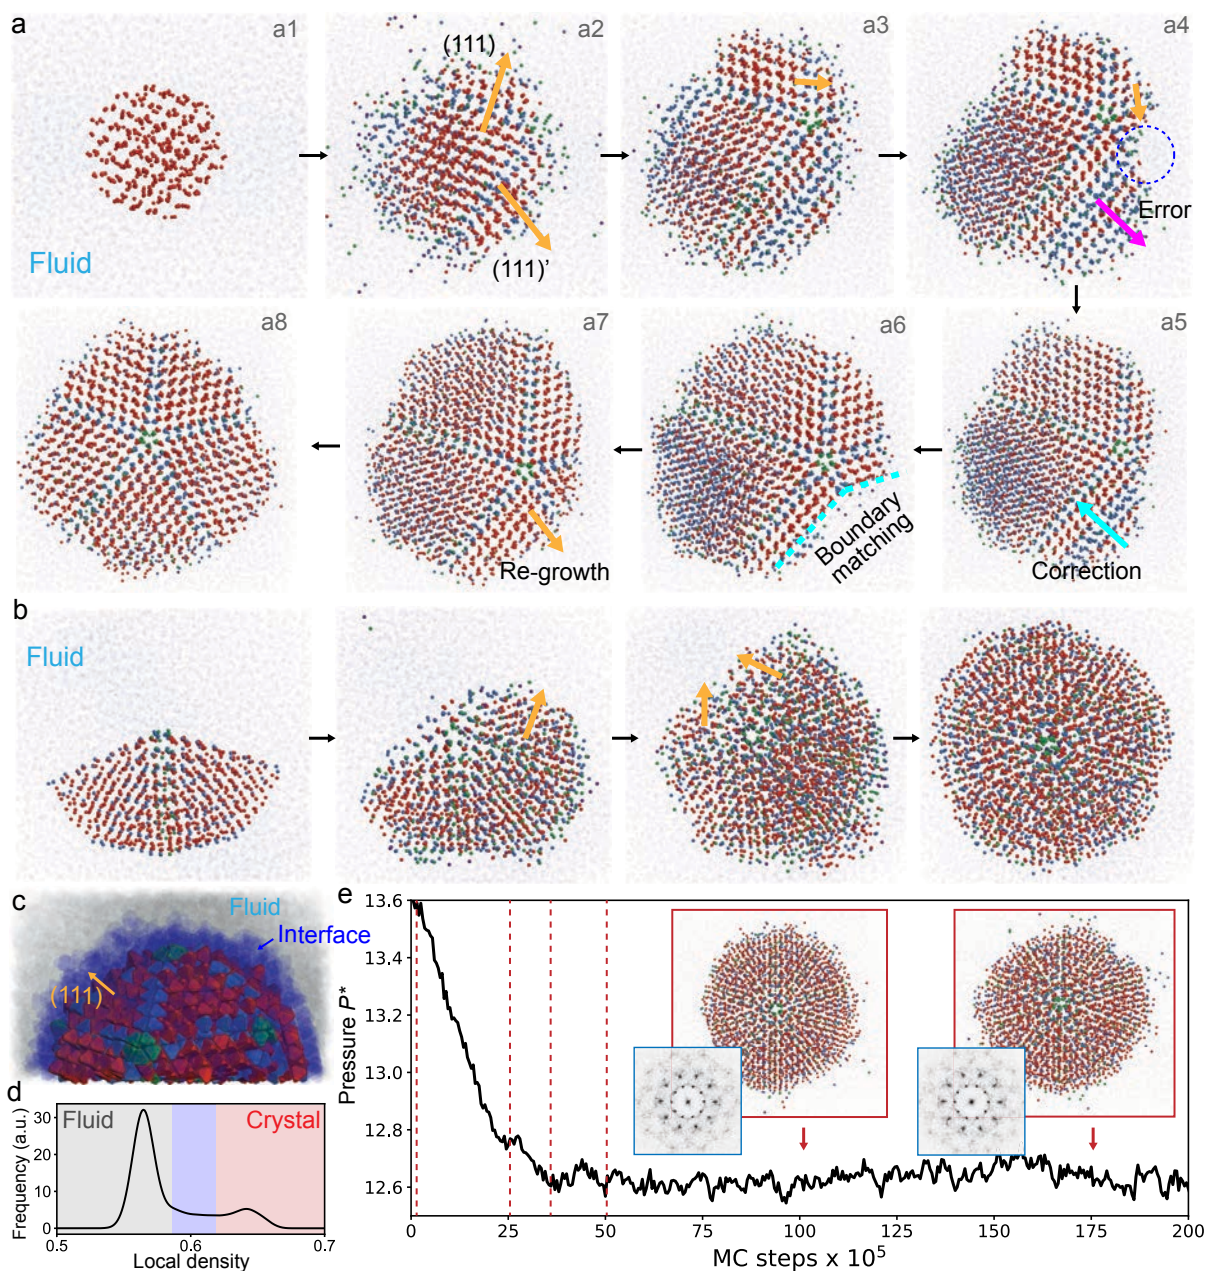 a
a1
a2
a3
a4
(111)
(111)’
Fluid
Error
a8
a7
a6
a5
Re-growth
Boundary
matching
Correction
b
Fluid
c
Fluid
Interface
(111)
d
Fluid
Crystal
Frequency (a.u.)
30
20
10
0
0.5
0.6
0.7
Local density
e
Pressure P*
13.6
13.4
13.2
13.0
12.8
12.6
0
25
50
75
100
125
150
175
200
MC steps x 10⁵